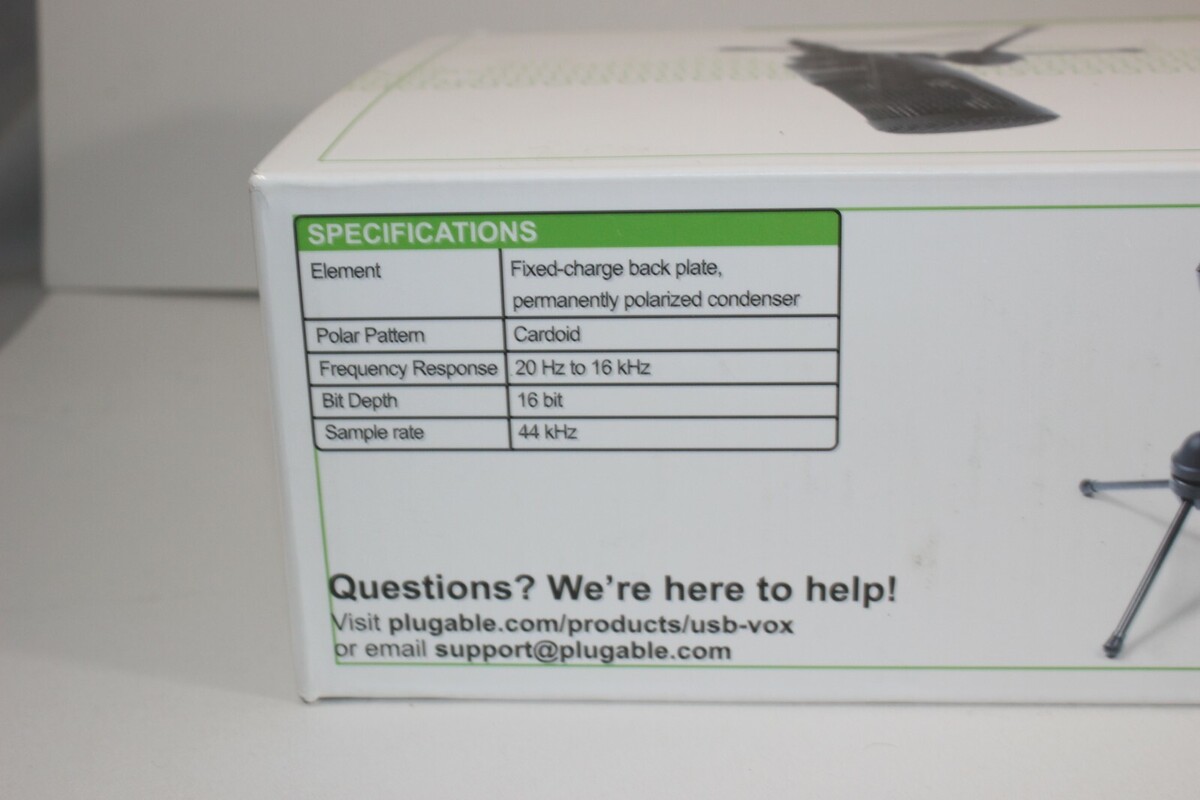 SPECIFICATIONS
Element Fixed-charge back plate,
permanently polarized condenser
Polar Pattern Cardoid
Frequency Response 20 Hz to 16 kHz
Bit Depth 16 bit
Sample rate 44 kHz
Questions? We're here to help!
Visit plugable.com/products/usb-vox
or email support@plugable.com